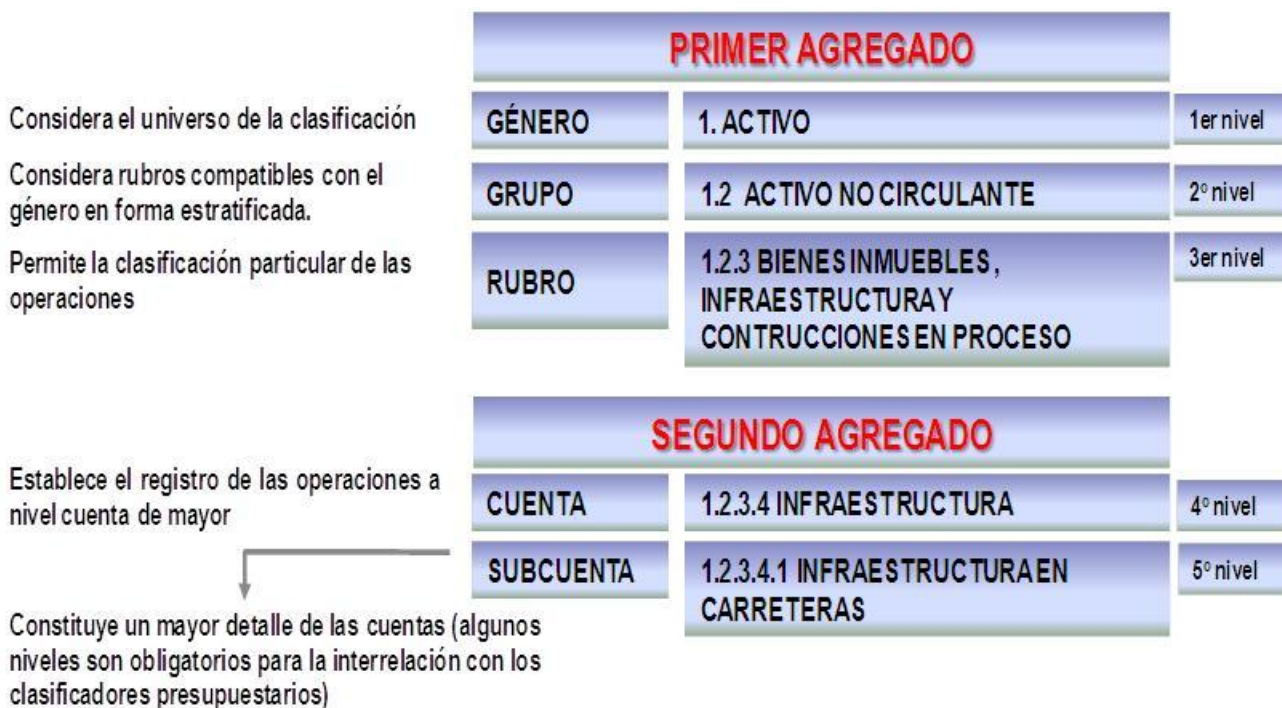 PRIMER AGREGADO
Considera el universo de la clasificación
GÉNERO
1. ACTIVO
1er nivel
Considera rubros compatibles con el
género en forma estratificada.
GRUPO
1.2 ACTIVO NO CIRCULANTE
2º nivel
Permite la clasificación particular de las
operaciones
RUBRO
1.2.3 BIENES INMUEBLES ,
INFRAESTRUCTURA Y
CONTRUCCIONES EN PROCESO
3er nivel
SEGUNDO AGREGADO
Establece el registro de las operaciones a
nivel cuenta de mayor
CUENTA
1.2.3.4 INFRAESTRUCTURA
4º nivel
SUBCUENTA
1.2.3.4.1 INFRAESTRUCTURA EN
CARRETERAS
5º nivel
Constituye un mayor detalle de las cuentas (algunos
niveles son obligatorios para la interrelación con los
clasificadores presupuestarios)